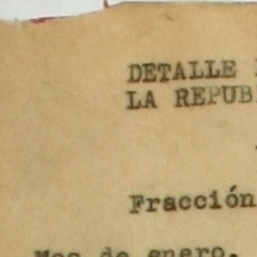 DETALLE
LA REPUB
Fracción
Mes de enero.